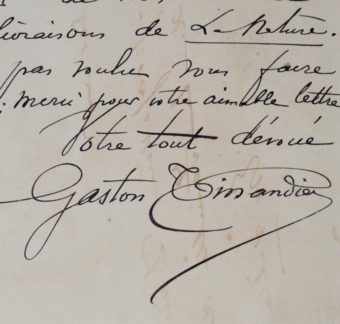 livraisons de La Nature.
pas voulu vous faire
; merci pour votre aimable lettre
Votre tout dévoué
Gaston Tissandier